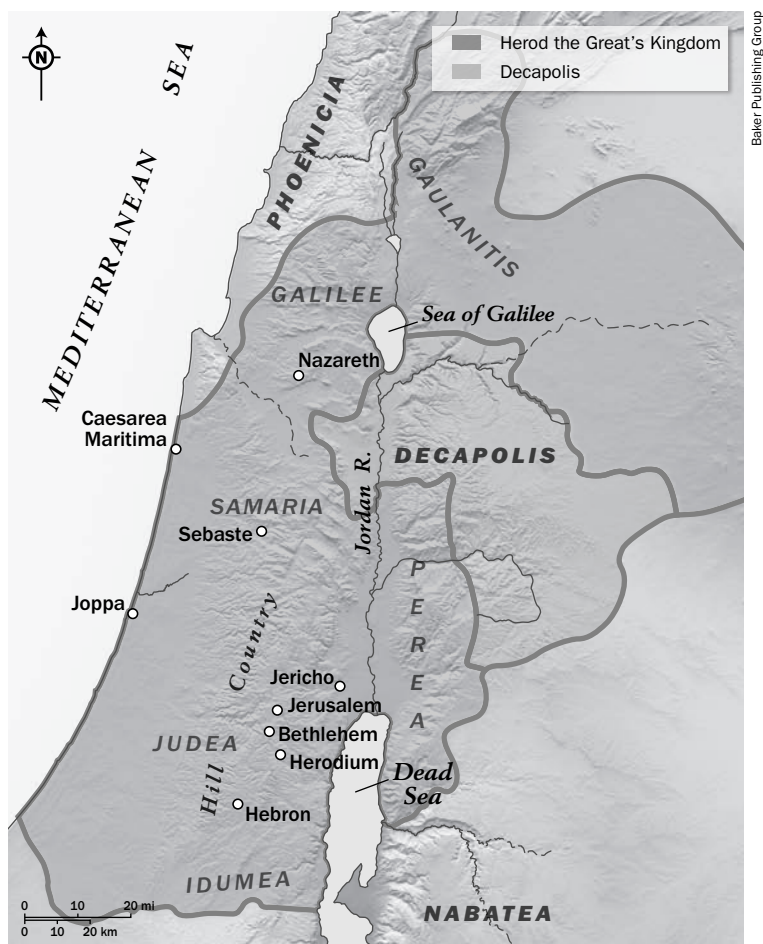 Herod the Great's Kingdom
Decapolis
Baker Publishing Group
N
MEDITERRANEAN SEA
PHOENICIA
GAULANITIS
GALILEE
Sea of Galilee
Nazareth
Caesarea
Maritima
DECAPOLIS
Jordan R.
SAMARIA
Sebaste
PEREA
Joppa
Hill Country
Jericho
Jerusalem
JUDEA
Bethlehem
Herodium
Dead
Sea
Hebron
IDUMEA
NABATEA
0 10 20 mi
0 10 20 km